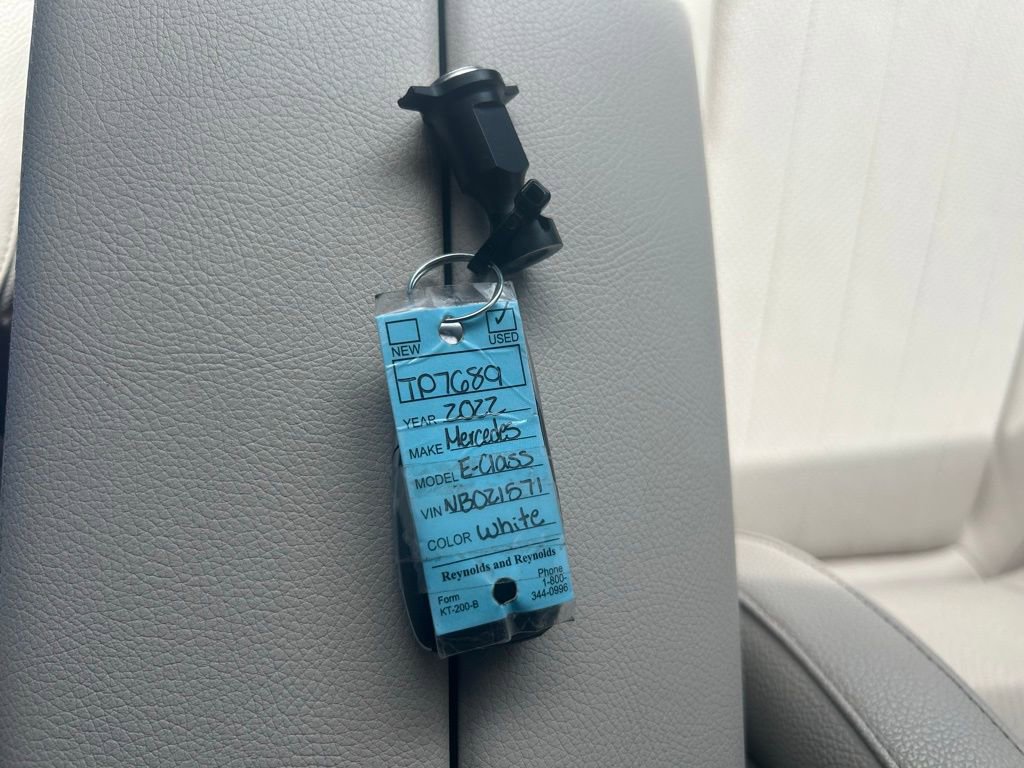 NEW ✓ USED
TP7689
YEAR 2022
MAKE Mercedes
MODEL E-Class
VIN NB021571
COLOR White
Reynolds and Reynolds
Form
KT-200-B
Phone
1-800-
344-0996